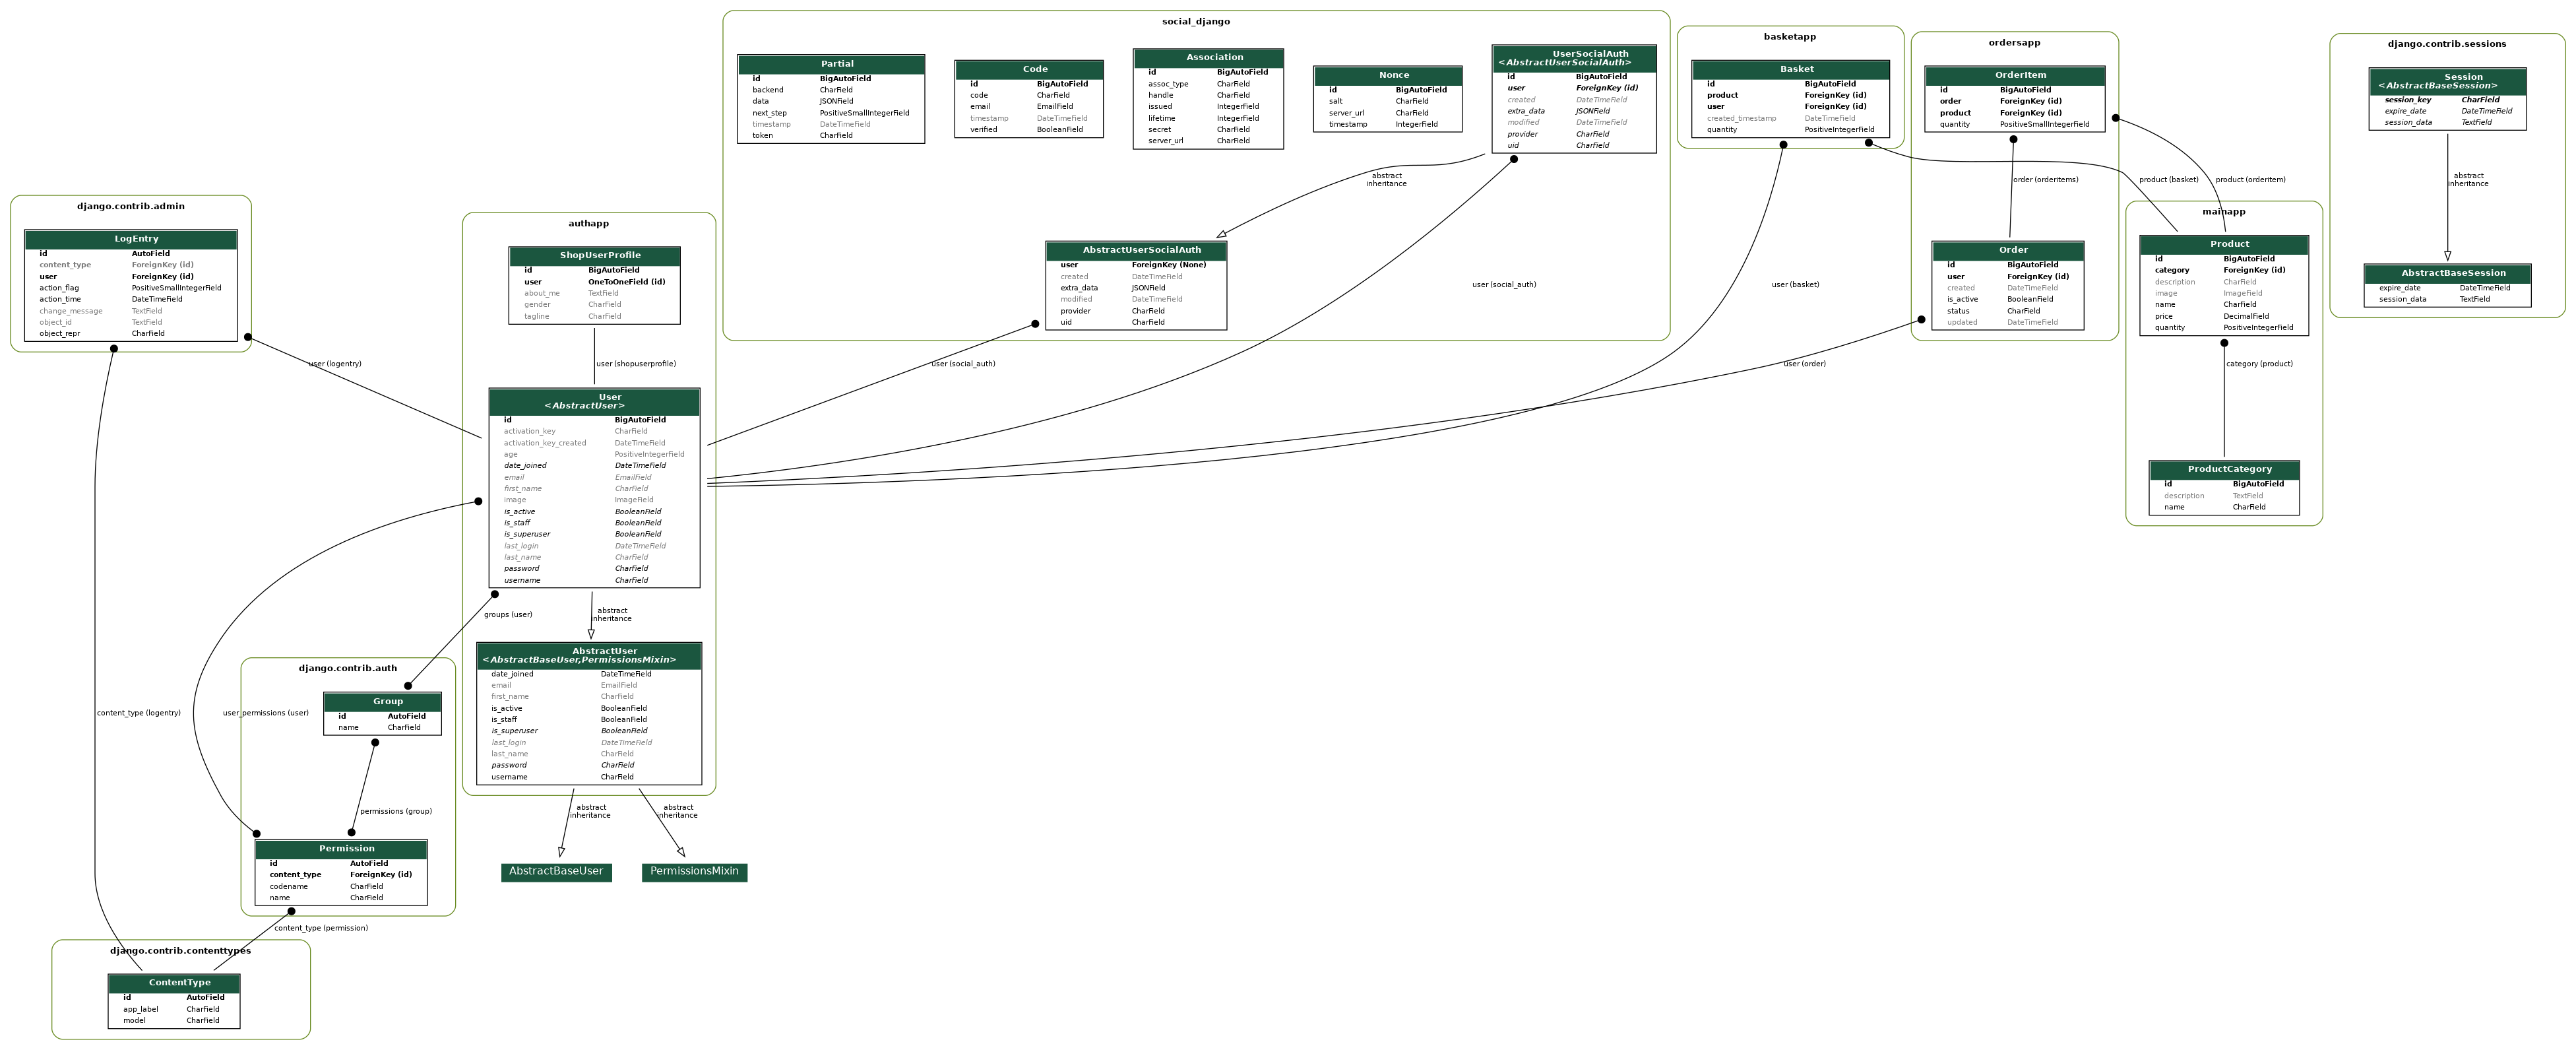 social_django
Partial
id BigAutoField
backend CharField
data JSONField
next_step PositiveSmallIntegerField
timestamp DateTimeField
token CharField
Code
id BigAutoField
code CharField
email EmailField
timestamp DateTimeField
verified BooleanField
Association
id BigAutoField
assoc_type CharField
handle CharField
issued IntegerField
lifetime IntegerField
secret CharField
server_url CharField
Nonce
id BigAutoField
salt CharField
server_url CharField
timestamp IntegerField
UserSocialAuth
<AbstractUserSocialAuth>
id BigAutoField
user ForeignKey (id)
created DateTimeField
extra_data JSONField
modified DateTimeField
provider CharField
uid CharField
abstract
inheritance
AbstractUserSocialAuth
user ForeignKey (None)
created DateTimeField
extra_data JSONField
modified DateTimeField
provider CharField
uid CharField
user (social_auth)
user (social_auth)
basketapp
Basket
id BigAutoField
product ForeignKey (id)
user ForeignKey (id)
created_timestamp DateTimeField
quantity PositiveIntegerField
user (basket)
product (basket)
ordersapp
OrderItem
id BigAutoField
order ForeignKey (id)
product ForeignKey (id)
quantity PositiveSmallIntegerField
order (orderitems)
product (orderitem)
Order
id BigAutoField
user ForeignKey (id)
created DateTimeField
is_active BooleanField
status CharField
updated DateTimeField
user (order)
mainapp
Product
id BigAutoField
category ForeignKey (id)
description CharField
image ImageField
name CharField
price DecimalField
quantity PositiveIntegerField
category (product)
ProductCategory
id BigAutoField
description TextField
name CharField
django.contrib.sessions
Session
<AbstractBaseSession>
session_key CharField
expire_date DateTimeField
session_data TextField
abstract
inheritance
AbstractBaseSession
expire_date DateTimeField
session_data TextField
django.contrib.admin
LogEntry
id AutoField
content_type ForeignKey (id)
user ForeignKey (id)
action_flag PositiveSmallIntegerField
action_time DateTimeField
change_message TextField
object_id TextField
object_repr CharField
user (logentry)
content_type (logentry)
authapp
ShopUserProfile
id BigAutoField
user OneToOneField (id)
about_me TextField
gender CharField
tagline CharField
user (shopuserprofile)
User
<AbstractUser>
id BigAutoField
activation_key CharField
activation_key_created DateTimeField
age PositiveIntegerField
date_joined DateTimeField
email EmailField
first_name CharField
image ImageField
is_active BooleanField
is_staff BooleanField
is_superuser BooleanField
last_login DateTimeField
last_name CharField
password CharField
username CharField
groups (user)
abstract
inheritance
user_permissions (user)
AbstractUser
<AbstractBaseUser,PermissionsMixin>
date_joined DateTimeField
email EmailField
first_name CharField
is_active BooleanField
is_staff BooleanField
is_superuser BooleanField
last_login DateTimeField
last_name CharField
password CharField
username CharField
abstract
inheritance
abstract
inheritance
AbstractBaseUser
PermissionsMixin
django.contrib.auth
Group
id AutoField
name CharField
permissions (group)
Permission
id AutoField
content_type ForeignKey (id)
codename CharField
name CharField
content_type (permission)
django.contrib.contenttypes
ContentType
id AutoField
app_label CharField
model CharField